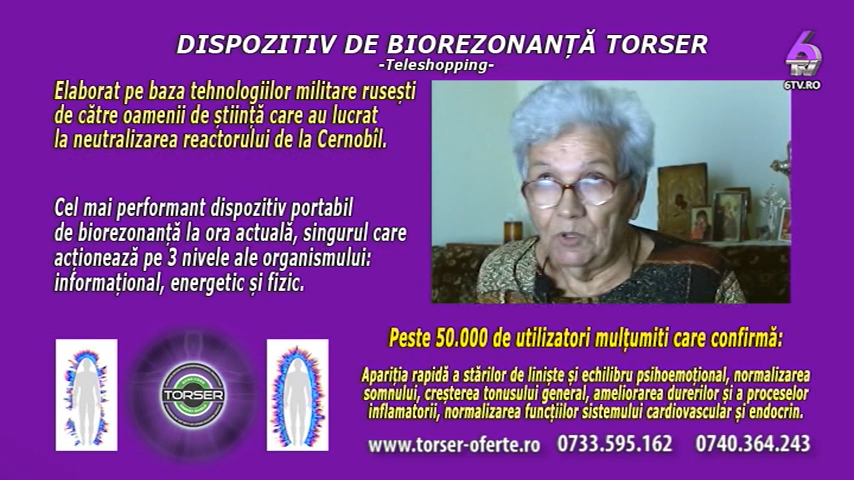 DISPOZITIV DE BIOREZONANȚĂ TORSER
-Teleshopping-
6
TV
6TV.RO
Elaborat pe baza tehnologiilor militare rusești
de către oamenii de știință care au lucrat
la neutralizarea reactorului de la Cernobîl.
Cel mai performant dispozitiv portabil
de biorezonanță la ora actuală, singurul care
acționează pe 3 nivele ale organismului:
informațional, energetic și fizic.
TORSER
Peste 50.000 de utilizatori mulțumiti care confirmă:
Apariția rapidă a stărilor de liniște și echilibru psihoemoțional, normalizarea
somnului, creșterea tonusului general, ameliorarea durerilor și a proceselor
inflamatorii, normalizarea funcțiilor sistemului cardiovascular și endocrin.
www.torser-oferte.ro 0733.595.162 0740.364.243